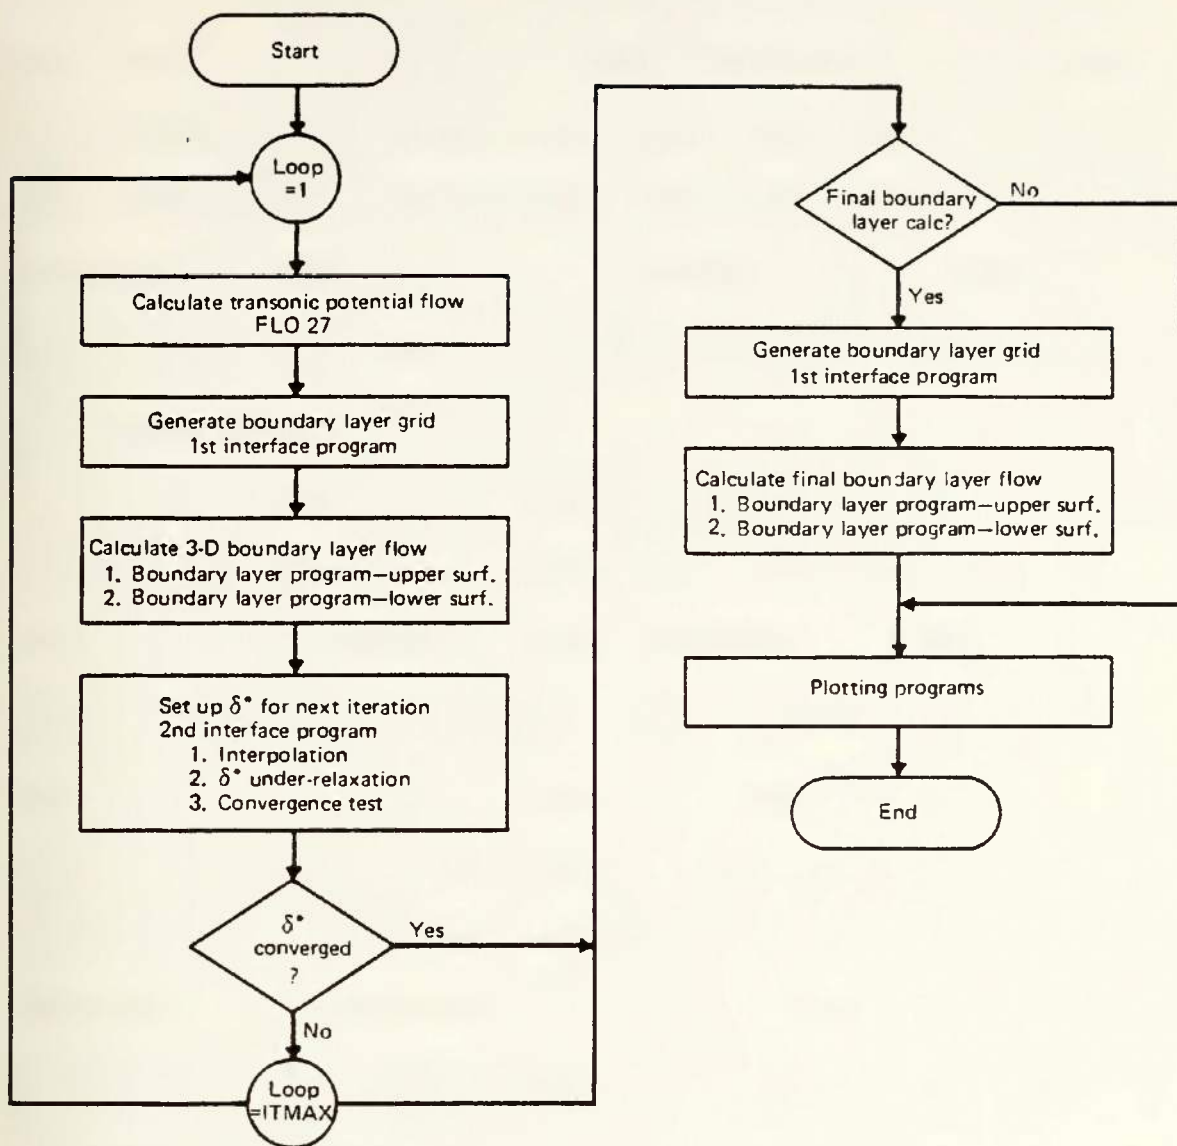 Start
Loop
=1
Calculate transonic potential flow
FLO 27
Generate boundary layer grid
1st interface program
Calculate 3-D boundary layer flow
1. Boundary layer program—upper surf.
2. Boundary layer program—lower surf.
Set up δ* for next iteration
2nd interface program
1. Interpolation
2. δ* under-relaxation
3. Convergence test
δ*
converged
?
Yes
No
Loop
=ITMAX
Final boundary
layer calc?
No
Yes
Generate boundary layer grid
1st interface program
Calculate final boundary layer flow
1. Boundary layer program—upper surf.
2. Boundary layer program—lower surf.
Plotting programs
End